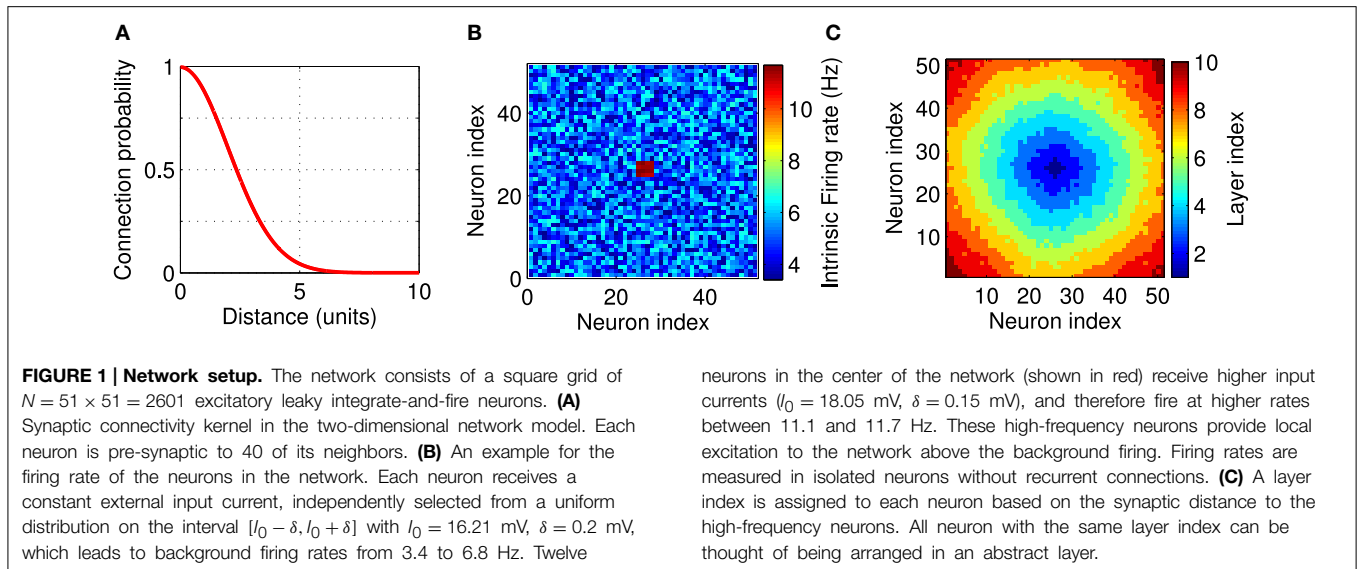 A
B
C
1
0.5
0
0
5
10
Connection probability
Distance (units)
40
20
0
0
20
40
Neuron index
Neuron index
10
8
6
4
Intrinsic Firing rate (Hz)
50
40
30
20
10
10 20 30 40 50
Neuron index
Neuron index
10
8
6
4
2
Layer index
FIGURE 1 | Network setup. The network consists of a square grid of
N = 51 × 51 = 2601 excitatory leaky integrate-and-fire neurons. (A)
Synaptic connectivity kernel in the two-dimensional network model. Each
neuron is pre-synaptic to 40 of its neighbors. (B) An example for the
firing rate of the neurons in the network. Each neuron receives a
constant external input current, independently selected from a uniform
distribution on the interval [I0 − δ, I0 + δ] with I0 = 16.21 mV, δ = 0.2 mV,
which leads to background firing rates from 3.4 to 6.8 Hz. Twelve
neurons in the center of the network (shown in red) receive higher input
currents (I0 = 18.05 mV, δ = 0.15 mV), and therefore fire at higher rates
between 11.1 and 11.7 Hz. These high-frequency neurons provide local
excitation to the network above the background firing. Firing rates are
measured in isolated neurons without recurrent connections. (C) A layer
index is assigned to each neuron based on the synaptic distance to the
high-frequency neurons. All neuron with the same layer index can be
thought of being arranged in an abstract layer.